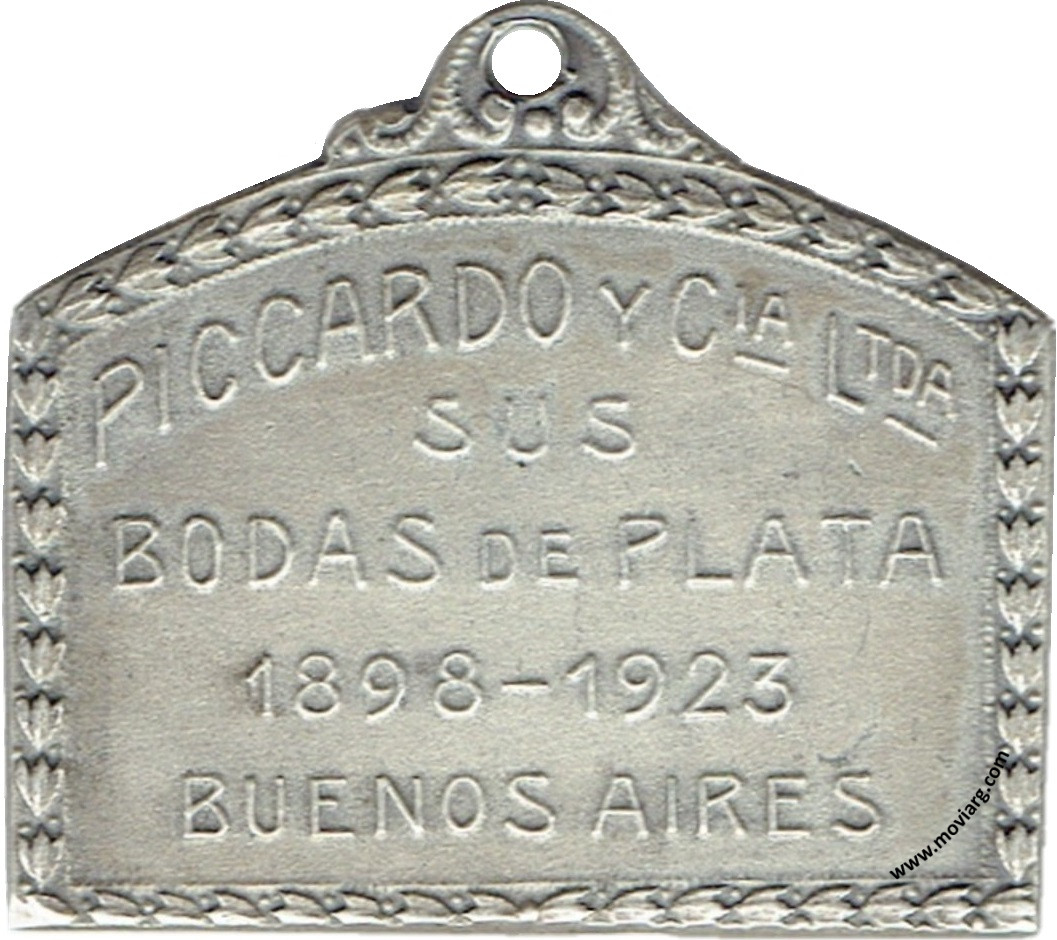 PICCARDO Y CIA LTDA
SUS
BODAS DE PLATA
1898-1923
BUENOS AIRES
www.moviarg.com